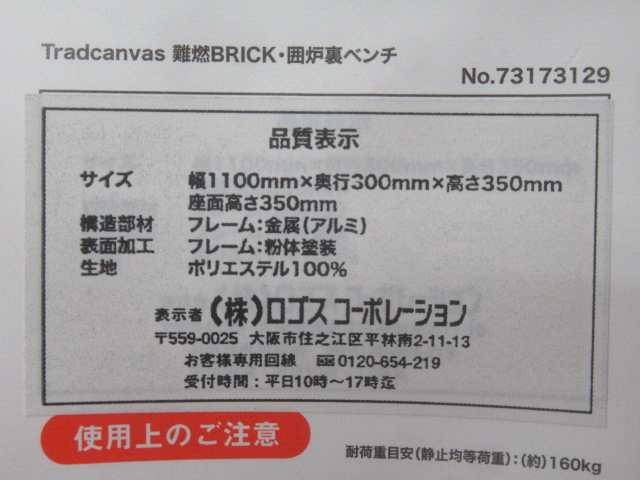 Tradcanvas 難燃BRICK・囲炉裏ベンチ
No.73173129
品質表示
サイズ 幅1100mm×奥行300mm×高さ350mm
座面高さ350mm
構造部材 フレーム:金属(アルミ)
表面加工 フレーム:粉体塗装
生地 ポリエステル100%
表示者 (株)ロゴス コーポレーション
〒559-0025 大阪市住之江区平林南2-11-13
お客様専用回線 0120-654-219
受付時間:平日10時〜17時迄
使用上のご注意
耐荷重目安(静止均等荷重):(約)160kg